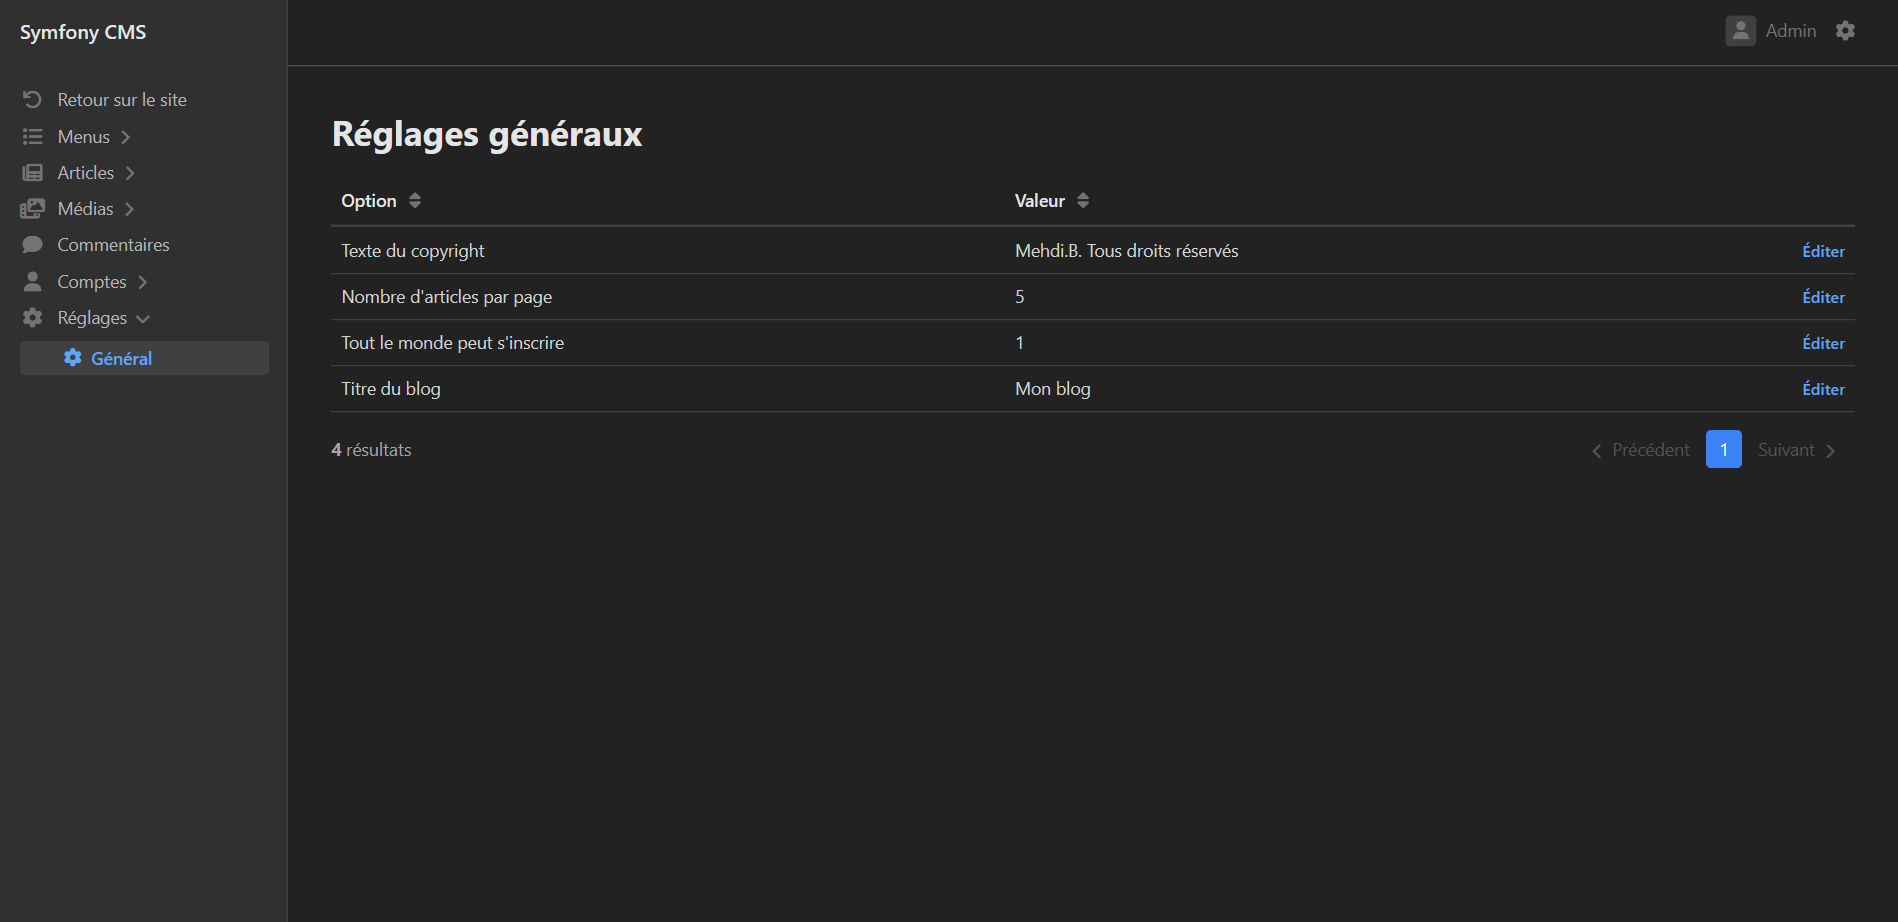 Symfony CMS
Admin
Retour sur le site
Menus
Articles
Médias
Commentaires
Comptes
Réglages
Général
Réglages généraux
Option Valeur
Texte du copyright Mehdi.B. Tous droits réservés Éditer
Nombre d'articles par page 5 Éditer
Tout le monde peut s'inscrire 1 Éditer
Titre du blog Mon blog Éditer
4 résultats Précédent 1 Suivant